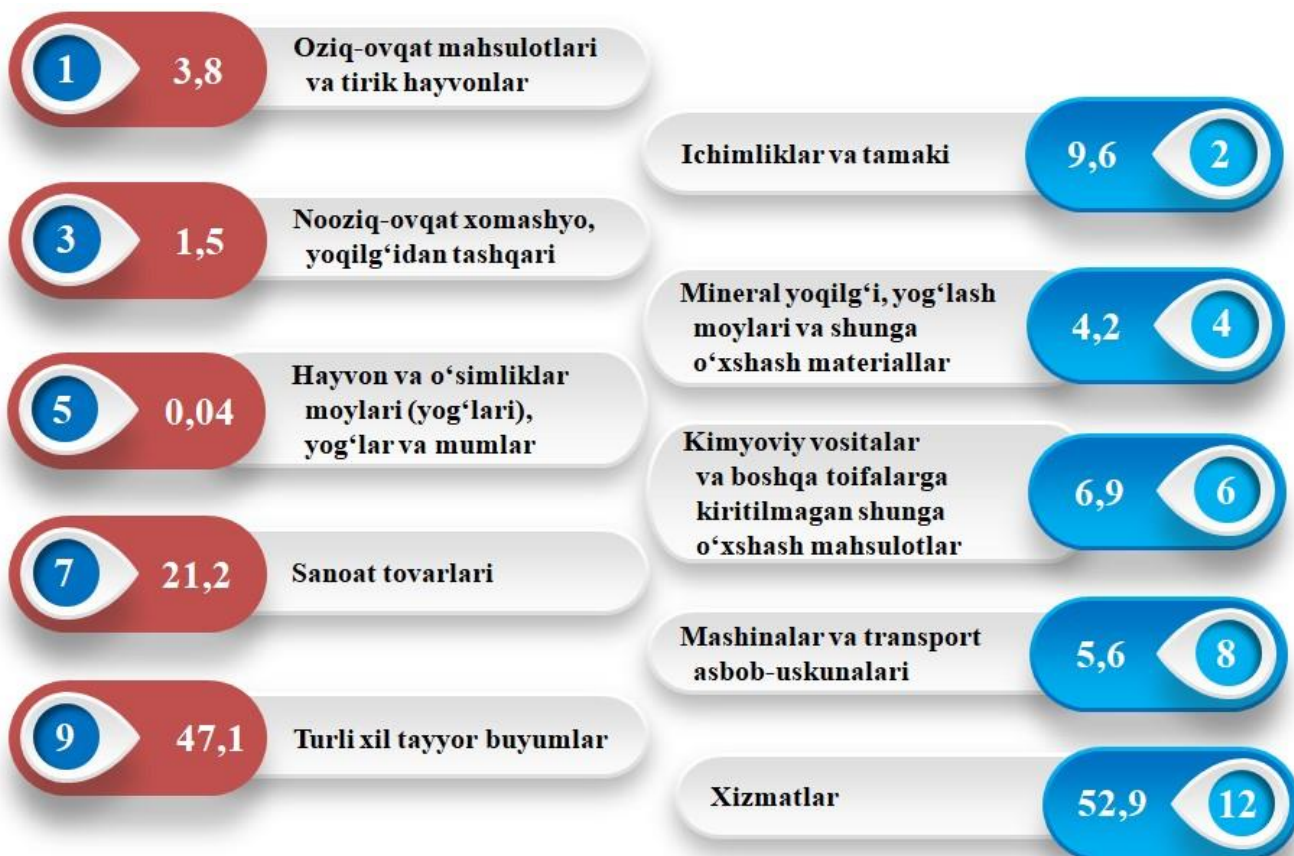 1
3,8
Oziq-ovqat mahsulotlari
va tirik hayvonlar
Ichimliklar va tamaki
9,6
2
3
1,5
Nooziq-ovqat xomashyo,
yoqilg‘idan tashqari
Mineral yoqilg‘i, yog‘lash
moylari va shunga
o‘xshash materiallar
4,2
4
5
0,04
Hayvon va o‘simliklar
moylari (yog‘lari),
yog‘lar va mumlar
Kimyoviy vositalar
va boshqa toifalarga
kiritilmagan shunga
o‘xshash mahsulotlar
6,9
6
7
21,2
Sanoat tovarlari
Mashinalar va transport
asbob-uskunalari
5,6
8
9
47,1
Turli xil tayyor buyumlar
Xizmatlar
52,9
12